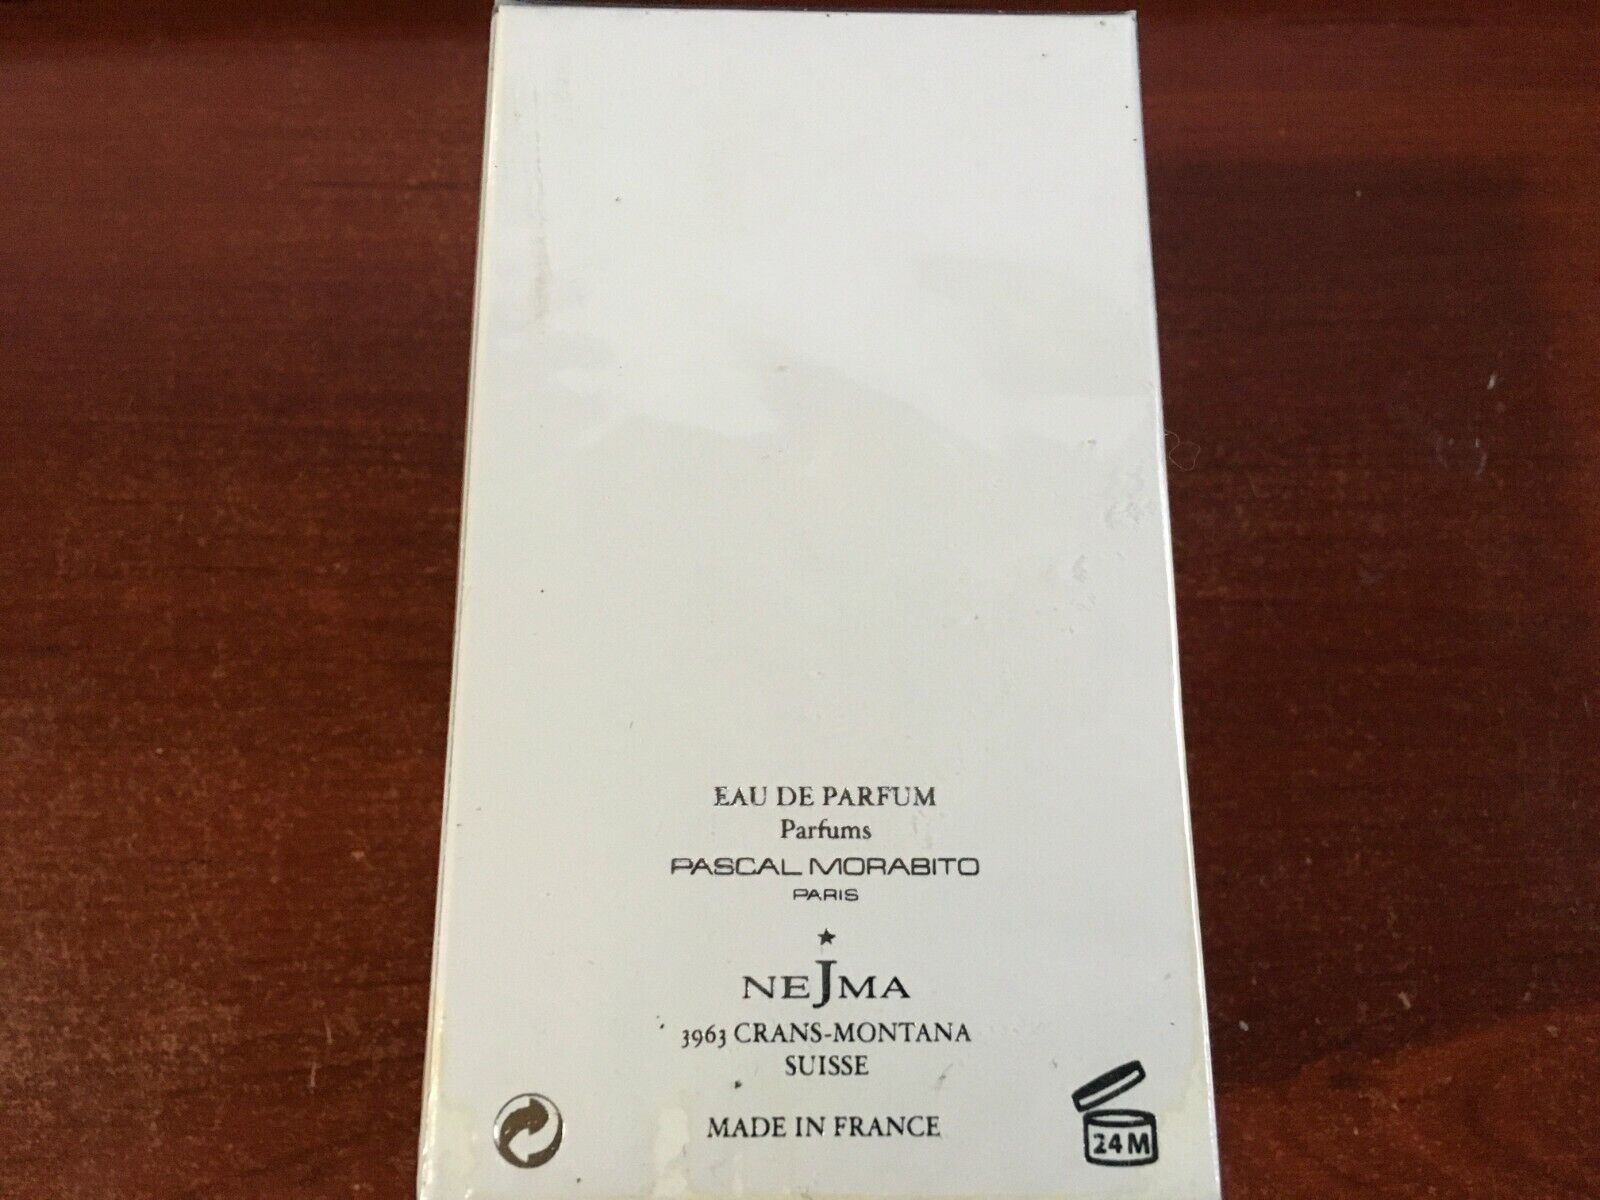 EAU DE PARFUM
Parfums
PASCAL MORABITO
PARIS
NEJMA
3963 CRANS-MONTANA
SUISSE
MADE IN FRANCE
24M